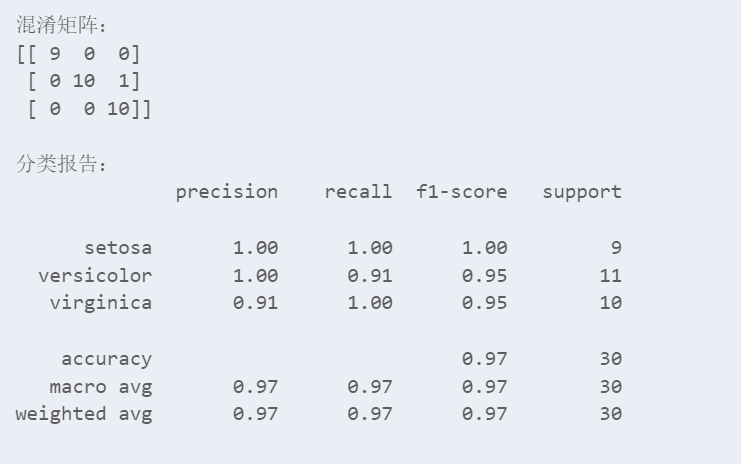 混淆矩阵:
[[ 9  0  0]
 [ 0 10  1]
 [ 0  0 10]]
分类报告:
              precision    recall  f1-score   support
      setosa       1.00      1.00      1.00         9
  versicolor       1.00      0.91      0.95        11
   virginica       0.91      1.00      0.95        10
    accuracy                           0.97        30
   macro avg       0.97      0.97      0.97        30
weighted avg       0.97      0.97      0.97        30